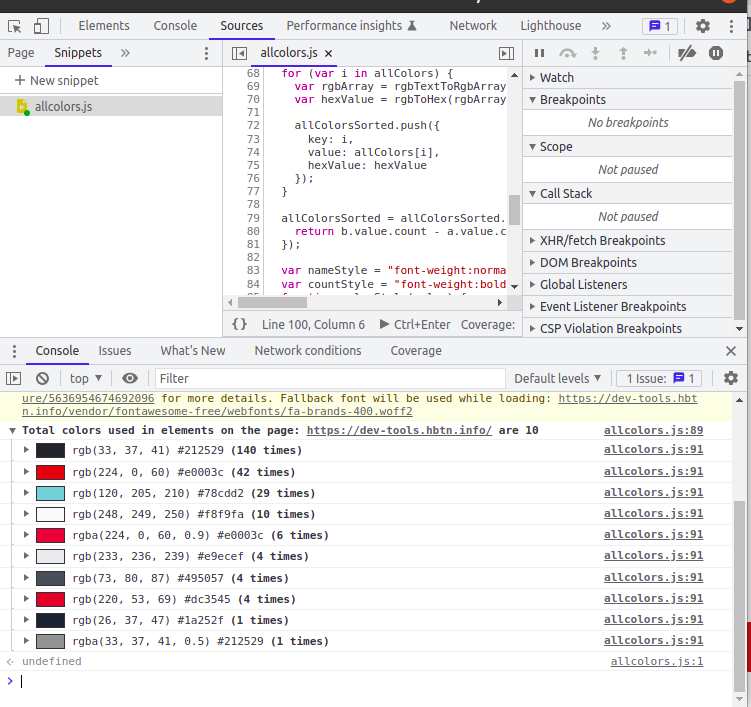 Elements Console Sources Performance insights Network Lighthouse » 1
Page Snippets » allcolors.js ×
+ New snippet
allcolors.js
68 for (var i in allColors) {
69 var rgbArray = rgbTextToRgbArray
70 var hexValue = rgbToHex(rgbArray
71
72 allColorsSorted.push({
73 key: i,
74 value: allColors[i],
75 hexValue: hexValue
76 });
77 }
78
79 allColorsSorted = allColorsSorted.
80 return b.value.count - a.value.c
81 });
82
83 var nameStyle = "font-weight:norma
84 var countStyle = "font-weight:bold
{ } Line 100, Column 6 Ctrl+Enter Coverage:
Watch
Breakpoints
No breakpoints
Scope
Not paused
Call Stack
Not paused
XHR/fetch Breakpoints
DOM Breakpoints
Global Listeners
Event Listener Breakpoints
CSP Violation Breakpoints
Console Issues What's New Network conditions Coverage
top Filter Default levels 1 Issue: 1
ure/5636954674692096 for more details. Fallback font will be used while loading: https://dev-tools.hbt
n.info/vendor/fontawesome-free/webfonts/fa-brands-400.woff2
Total colors used in elements on the page: https://dev-tools.hbtn.info/ are 10 allcolors.js:89
rgb(33, 37, 41) #212529 (140 times) allcolors.js:91
rgb(224, 0, 60) #e0003c (42 times) allcolors.js:91
rgb(120, 205, 210) #78cdd2 (29 times) allcolors.js:91
rgb(248, 249, 250) #f8f9fa (10 times) allcolors.js:91
rgba(224, 0, 60, 0.9) #e0003c (6 times) allcolors.js:91
rgb(233, 236, 239) #e9ecef (4 times) allcolors.js:91
rgb(73, 80, 87) #495057 (4 times) allcolors.js:91
rgb(220, 53, 69) #dc3545 (4 times) allcolors.js:91
rgb(26, 37, 47) #1a252f (1 times) allcolors.js:91
rgba(33, 37, 41, 0.5) #212529 (1 times) allcolors.js:91
undefined allcolors.js:1